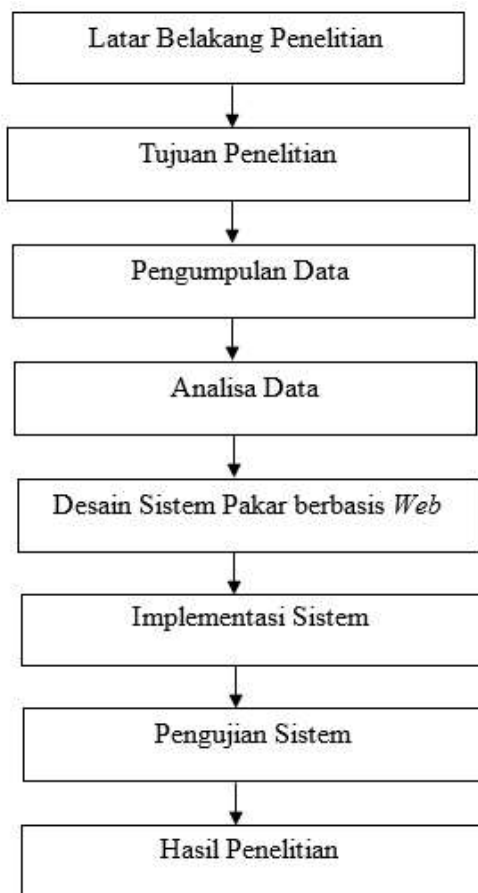 Latar Belakang Penelitian
Tujuan Penelitian
Pengumpulan Data
Analisa Data
Desain Sistem Pakar berbasis Web
Implementasi Sistem
Pengujian Sistem
Hasil Penelitian